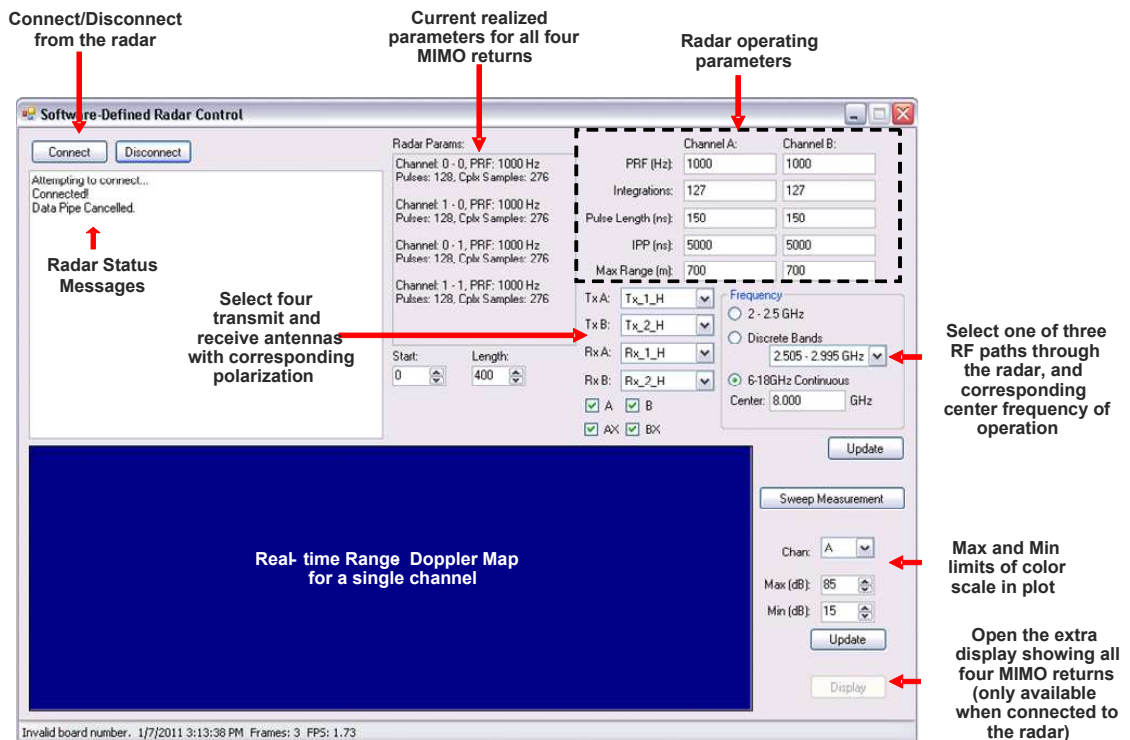 Connect/Disconnect
from the radar
Current realized
parameters for all four
MIMO returns
Radar operating
parameters
Software-Defined Radar Control
Connect
Disconnect
Attempting to connect...
Connected!
Data Pipe Cancelled.
Radar Status
Messages
Radar Params:
Channel: 0 - 0, PRF: 1000 Hz
Pulses: 128, Cplx Samples: 276
Channel: 1 - 0, PRF: 1000 Hz
Pulses: 128, Cplx Samples: 276
Channel: 0 - 1, PRF: 1000 Hz
Pulses: 128, Cplx Samples: 276
Channel: 1 - 1, PRF: 1000 Hz
Pulses: 128, Cplx Samples: 276
Select four
transmit and
receive antennas
with corresponding
polarization
Start: Length:
0 400
Channel A: Channel B:
PRF (Hz): 1000 1000
Integrations: 127 127
Pulse Length (ns): 150 150
IPP (ns): 5000 5000
Max Range (m): 700 700
Tx A: Tx_1_H
Tx B: Tx_2_H
Rx A: Rx_1_H
Rx B: Rx_2_H
A B
AX BX
Frequency
2 - 2.5 GHz
Discrete Bands
2.505 - 2.995 GHz
6-18GHz Continuous
Center: 8.000 GHz
Update
Select one of three
RF paths through
the radar, and
corresponding
center frequency of
operation
Sweep Measurement
Real- time Range Doppler Map
for a single channel
Chan: A
Max (dB): 85
Min (dB): 15
Update
Display
Max and Min
limits of color
scale in plot
Open the extra
display showing all
four MIMO returns
(only available
when connected to
the radar)
Invalid board number. 1/7/2011 3:13:38 PM Frames: 3 FPS: 1.73